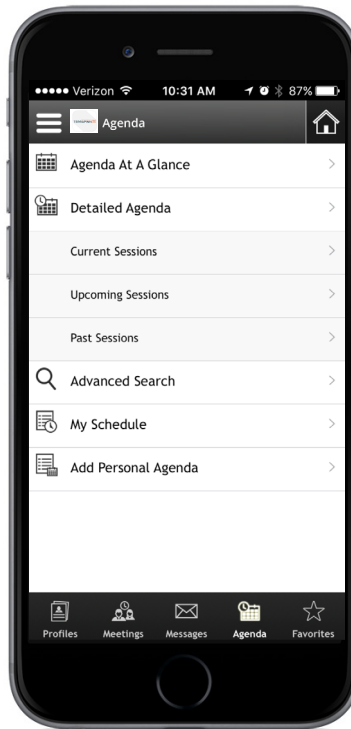 Verizon 10:31 AM 87%
Agenda
Agenda At A Glance
Detailed Agenda
Current Sessions
Upcoming Sessions
Past Sessions
Advanced Search
My Schedule
Add Personal Agenda
Profiles Meetings Messages Agenda Favorites